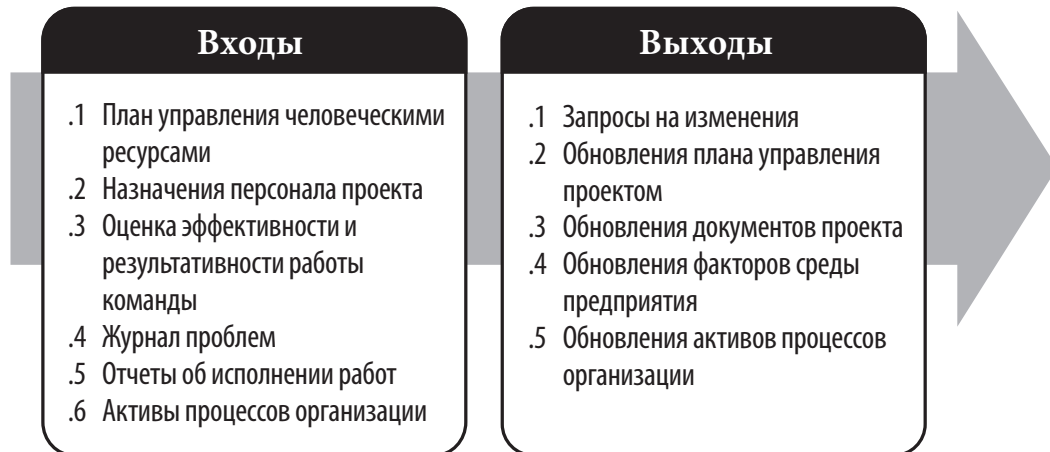 Входы
.1 План управления человеческими
ресурсами
.2 Назначения персонала проекта
.3 Оценка эффективности и
результативности работы
команды
.4 Журнал проблем
.5 Отчеты об исполнении работ
.6 Активы процессов организации
Выходы
.1 Запросы на изменения
.2 Обновления плана управления
проектом
.3 Обновления документов проекта
.4 Обновления факторов среды
предприятия
.5 Обновления активов процессов
организации